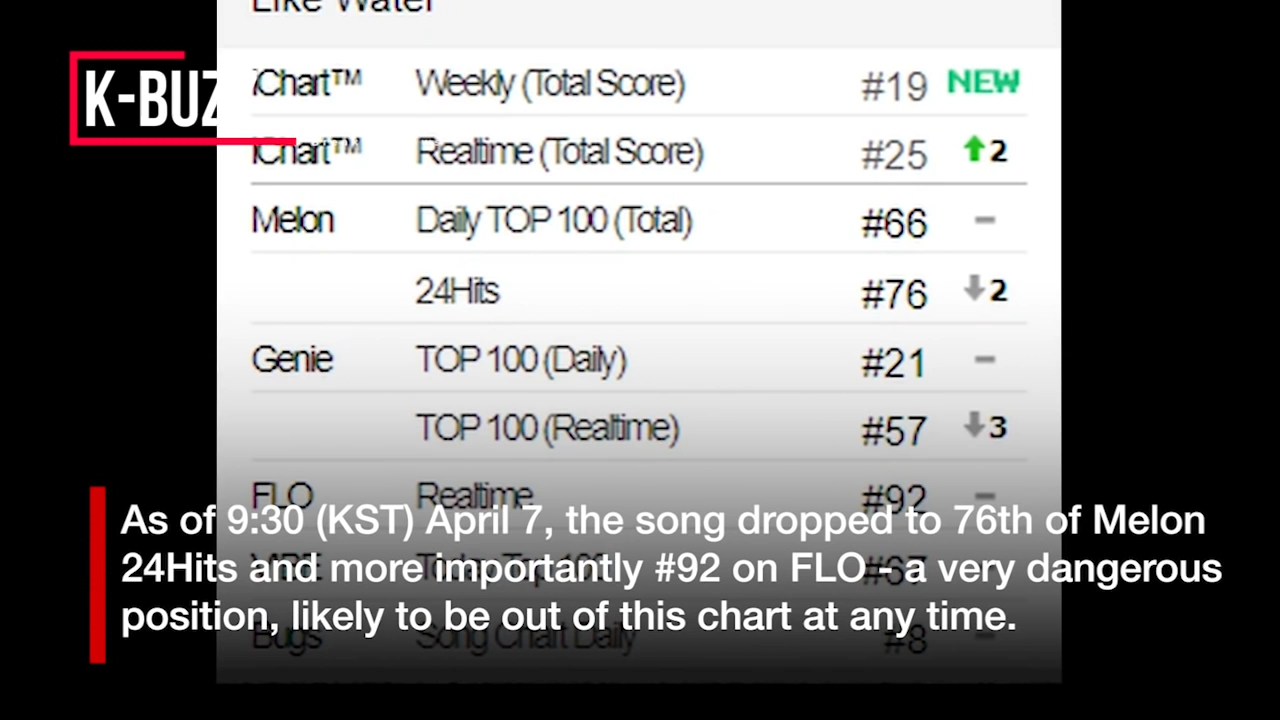 Like Water
K-BUZ
iChart™ Weekly (Total Score) #19 NEW
iChart™ Realtime (Total Score) #25 2
Melon Daily TOP 100 (Total) #66 -
24Hits #76 2
Genie TOP 100 (Daily) #21 -
TOP 100 (Realtime) #57 3
FLO Realtime #92 -
As of 9:30 (KST) April 7, the song dropped to 76th of Melon
24Hits and more importantly #92 on FLO - a very dangerous
position, likely to be out of this chart at any time.
Bugs Song Chart Daily #8 -